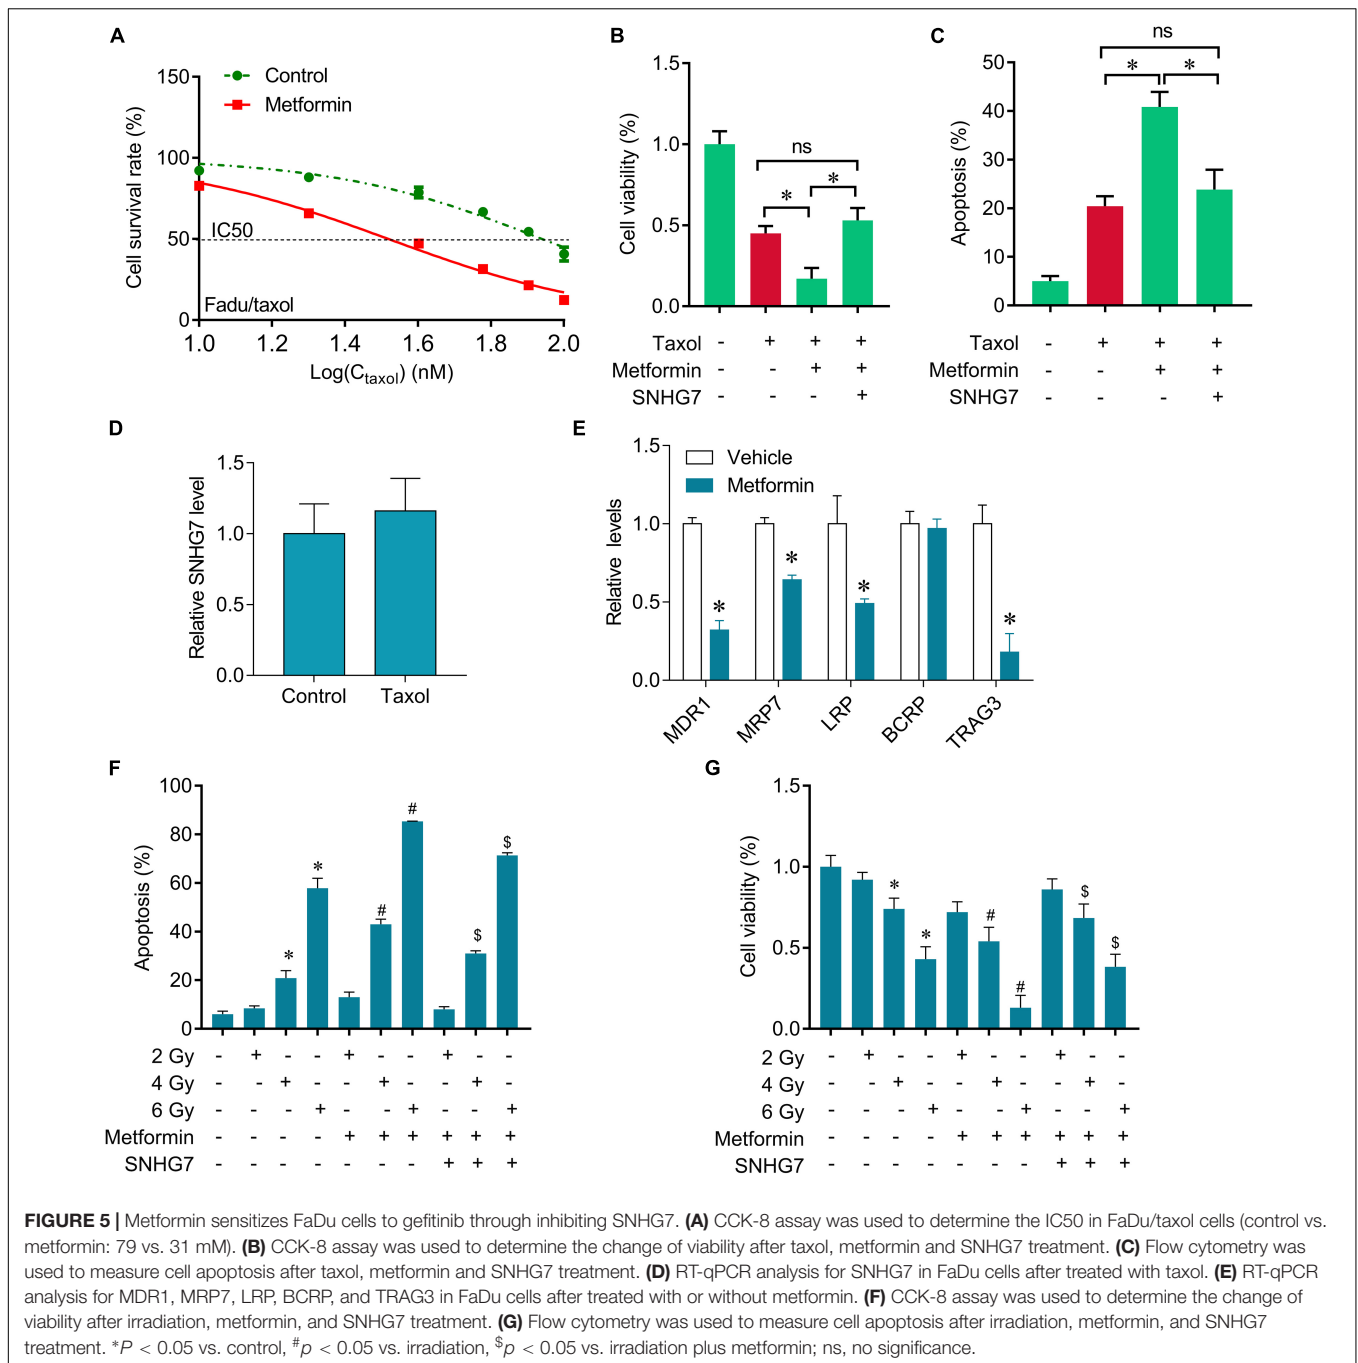 A
Control
Metformin
150
100
50
0
Cell survival rate (%)
IC50
Fadu/taxol
1.0 1.2 1.4 1.6 1.8 2.0
Log(Ctaxol) (nM)
B
1.5
1.0
0.5
0.0
Cell viability (%)
ns
* *
Taxol - + + +
Metformin - - + +
SNHG7 - - - +
C
50
40
30
20
10
0
Apoptosis (%)
ns
* *
Taxol - + + +
Metformin - - + +
SNHG7 - - - +
D
1.5
1.0
0.5
0.0
Relative SNHG7 level
Control Taxol
E
Vehicle
Metformin
1.5
1.0
0.5
0.0
Relative levels
* * * *
MDR1 MRP7 LRP BCRP TRAG3
F
100
80
60
40
20
0
Apoptosis (%)
* * # # $ $
2 Gy - + - - + - - + - -
4 Gy - - + - - + - - + -
6 Gy - - - + - - + - - +
Metformin - - - - + + + + + +
SNHG7 - - - - - - - + + +
G
1.5
1.0
0.5
0.0
Cell viability (%)
* * # # $ $
2 Gy - + - - + - - + - -
4 Gy - - + - - + - - + -
6 Gy - - - + - - + - - +
Metformin - - - - + + + + + +
SNHG7 - - - - - - - + + +
FIGURE 5 | Metformin sensitizes FaDu cells to gefitinib through inhibiting SNHG7. (A) CCK-8 assay was used to determine the IC50 in FaDu/taxol cells (control vs.
metformin: 79 vs. 31 mM). (B) CCK-8 assay was used to determine the change of viability after taxol, metformin and SNHG7 treatment. (C) Flow cytometry was
used to measure cell apoptosis after taxol, metformin and SNHG7 treatment. (D) RT-qPCR analysis for SNHG7 in FaDu cells after treated with taxol. (E) RT-qPCR
analysis for MDR1, MRP7, LRP, BCRP, and TRAG3 in FaDu cells after treated with or without metformin. (F) CCK-8 assay was used to determine the change of
viability after irradiation, metformin, and SNHG7 treatment. (G) Flow cytometry was used to measure cell apoptosis after irradiation, metformin, and SNHG7
treatment. *P < 0.05 vs. control, #p < 0.05 vs. irradiation, $p < 0.05 vs. irradiation plus metformin; ns, no significance.